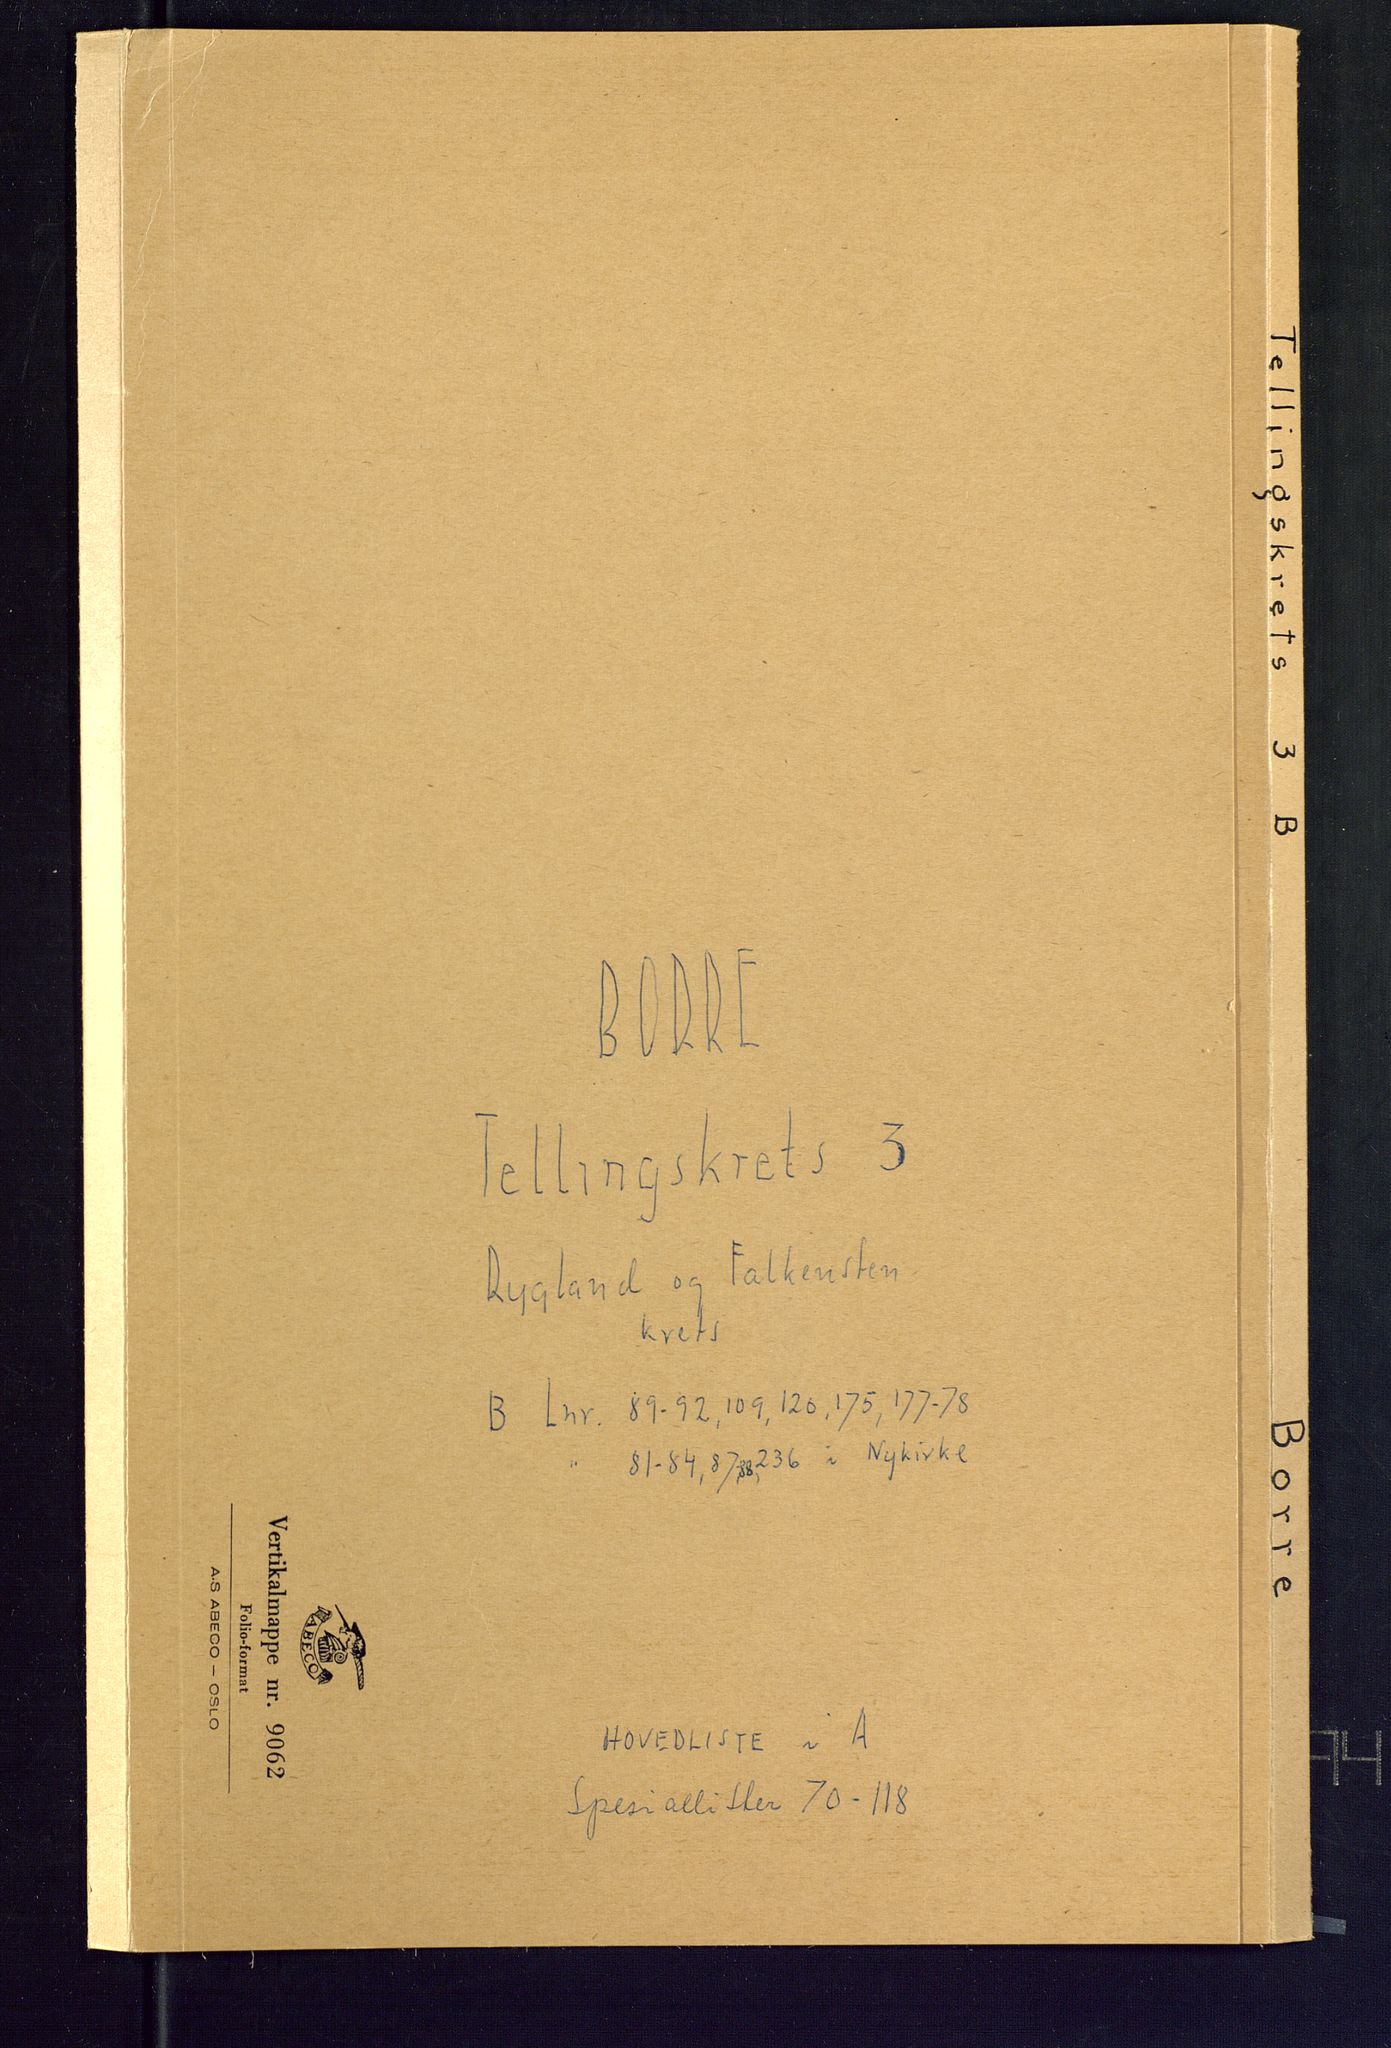 BORRE
Tellingskrets 3
Rygland og Falkensten
krets
B Lnr. 89-92, 109, 120, 175, 177-78
" 81-84, 87,88, 236 i Nykirke
HOVEDLISTE i A
Spesiallister 70-118
Tellingskrets 3 B
Borre
ABECO
Vertikalmappe nr. 9062
Folio-format
A.S ABECO – OSLO